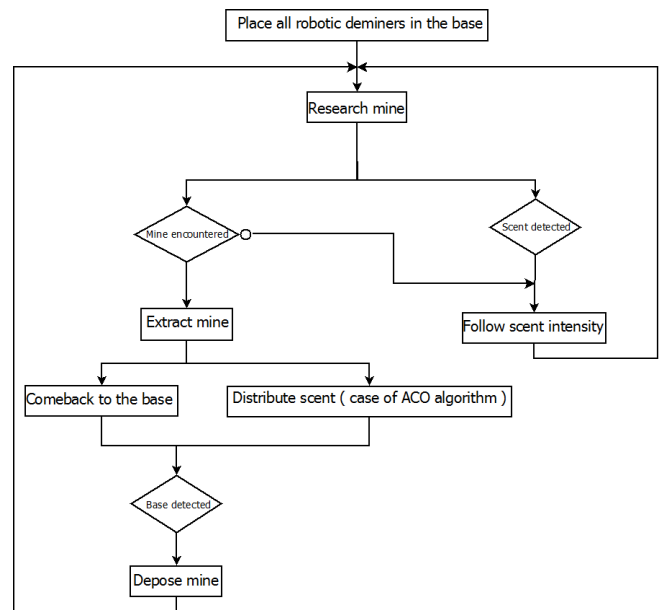 Place all robotic deminers in the base
Research mine
Mine encountered
Scent detected
Extract mine
Follow scent intensity
Comeback to the base
Distribute scent ( case of ACO algorithm )
Base detected
Depose mine